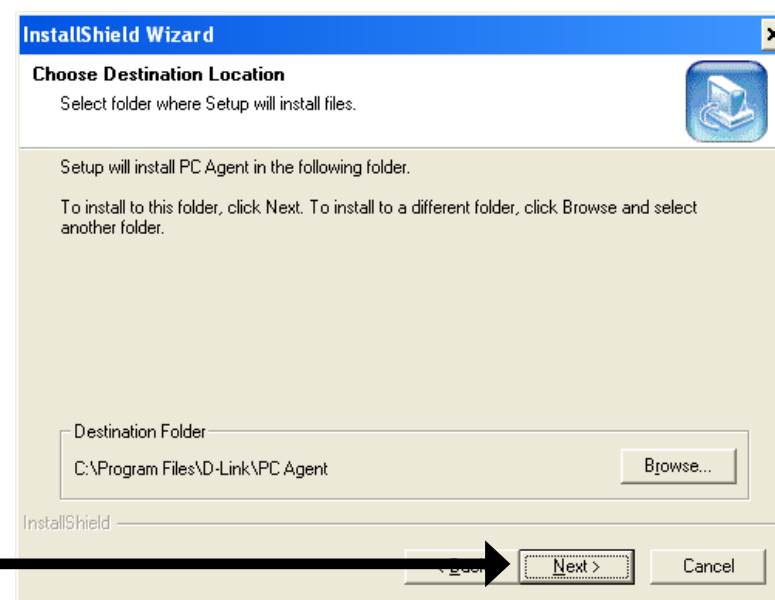 InstallShield Wizard
Choose Destination Location
Select folder where Setup will install files.
Setup will install PC Agent in the following folder.
To install to this folder, click Next. To install to a different folder, click Browse and select
another folder.
Destination Folder
C:\Program Files\D-Link\PC Agent
Browse...
InstallShield
Next >
Cancel